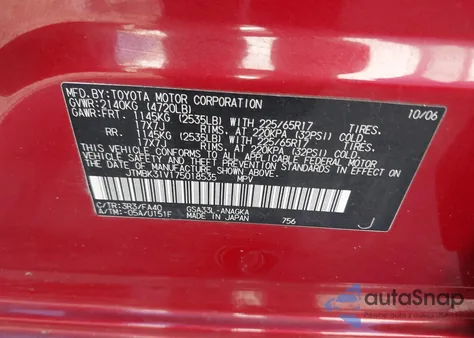 MFD.BY:TOYOTA MOTOR CORPORATION 10/06
GVWR:2140KG (4720LB)
GAWR:FRT. 1145KG (2535LB) WITH 225/65R17 TIRES.
17X7J RIMS. AT 220KPA (32PSI) COLD.
RR. 1145KG (2535LB) WITH 225/65R17 TIRES.
17X7J RIMS. AT 220KPA (32PSI) COLD.
THIS VEHICLE CONFORMS TO ALL APPLICABLE FEDERAL
MOTOR VEHICLE SAFETY STANDARDS IN EFFECT ON
THE DATE OF MANUFACTURE SHOWN ABOVE.
JTMBK31V175018535 MPV
C/TR:3R3/FA40 GSA33L-ANAGKA
A/TM:-05A/U151F MADE IN JAPAN 756 J
autoSnap